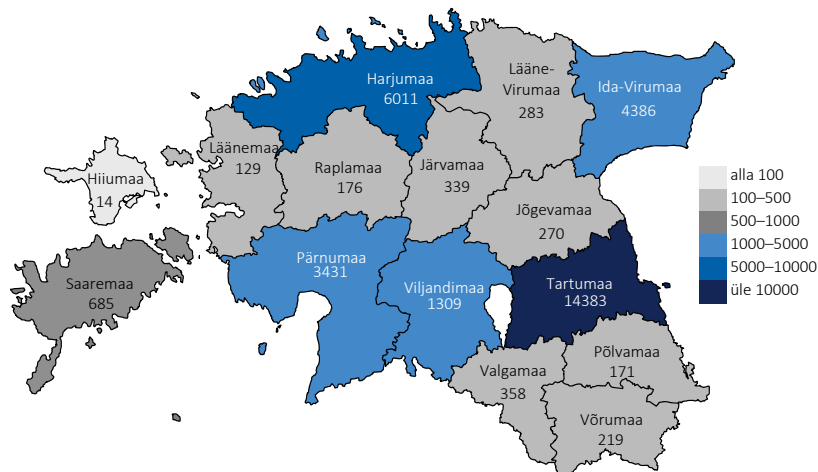 Harjumaa
6011
Lääne-
Virumaa
283
Ida-Virumaa
4386
Läänemaa
129
Hiiumaa
14
Raplamaa
176
Järvamaa
339
Jõgevamaa
270
Saaremaa
685
Pärnumaa
3431
Viljandimaa
1309
Tartumaa
14383
Valgamaa
358
Põlvamaa
171
Võrumaa
219
alla 100
100–500
500–1000
1000–5000
5000–10000
üle 10000